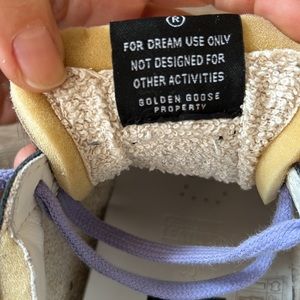 ®
FOR DREAM USE ONLY
NOT DESIGNED FOR
OTHER ACTIVITIES
GOLDEN GOOSE
PROPERTY